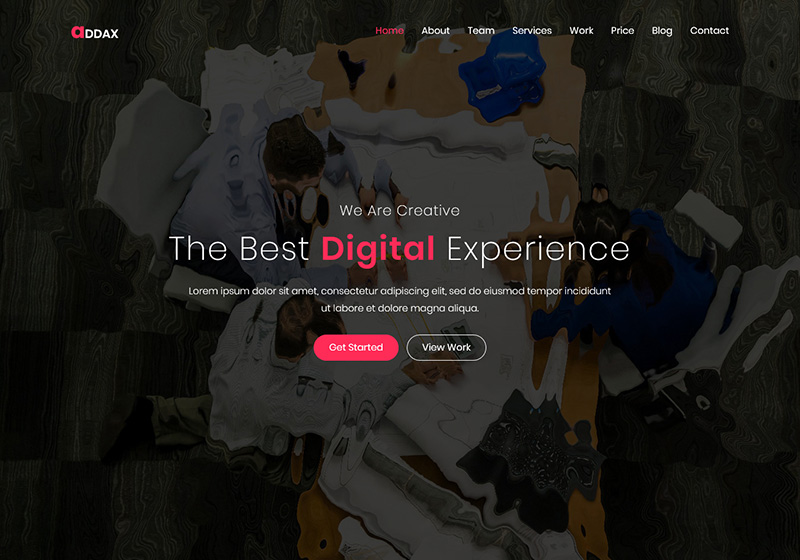 aDDAX
Home About Team Services Work Price Blog Contact
We Are Creative
The Best Digital Experience
Lorem ipsum dolor sit amet, consectetur adipiscing elit, sed do eiusmod tempor incididunt
ut labore et dolore magna aliqua.
Get Started View Work